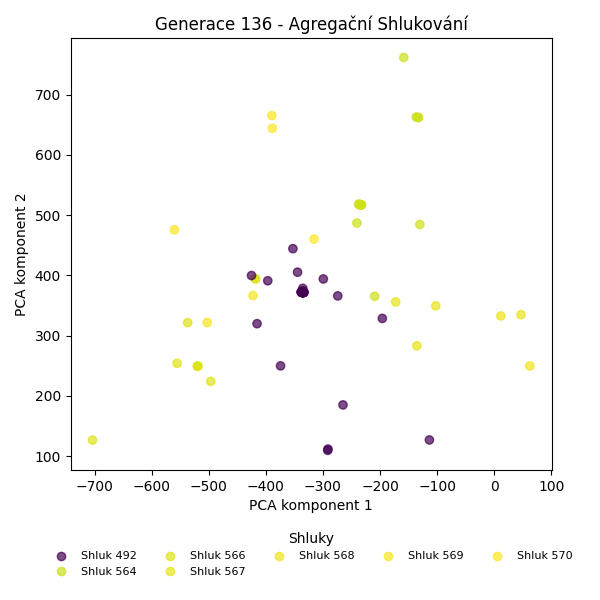 Generace 136 - Agregační Shlukování
PCA komponent 2
700
600
500
400
300
200
100
−700 −600 −500 −400 −300 −200 −100 0 100
PCA komponent 1
Shluky
Shluk 492 Shluk 566 Shluk 568 Shluk 569 Shluk 570
Shluk 564 Shluk 567